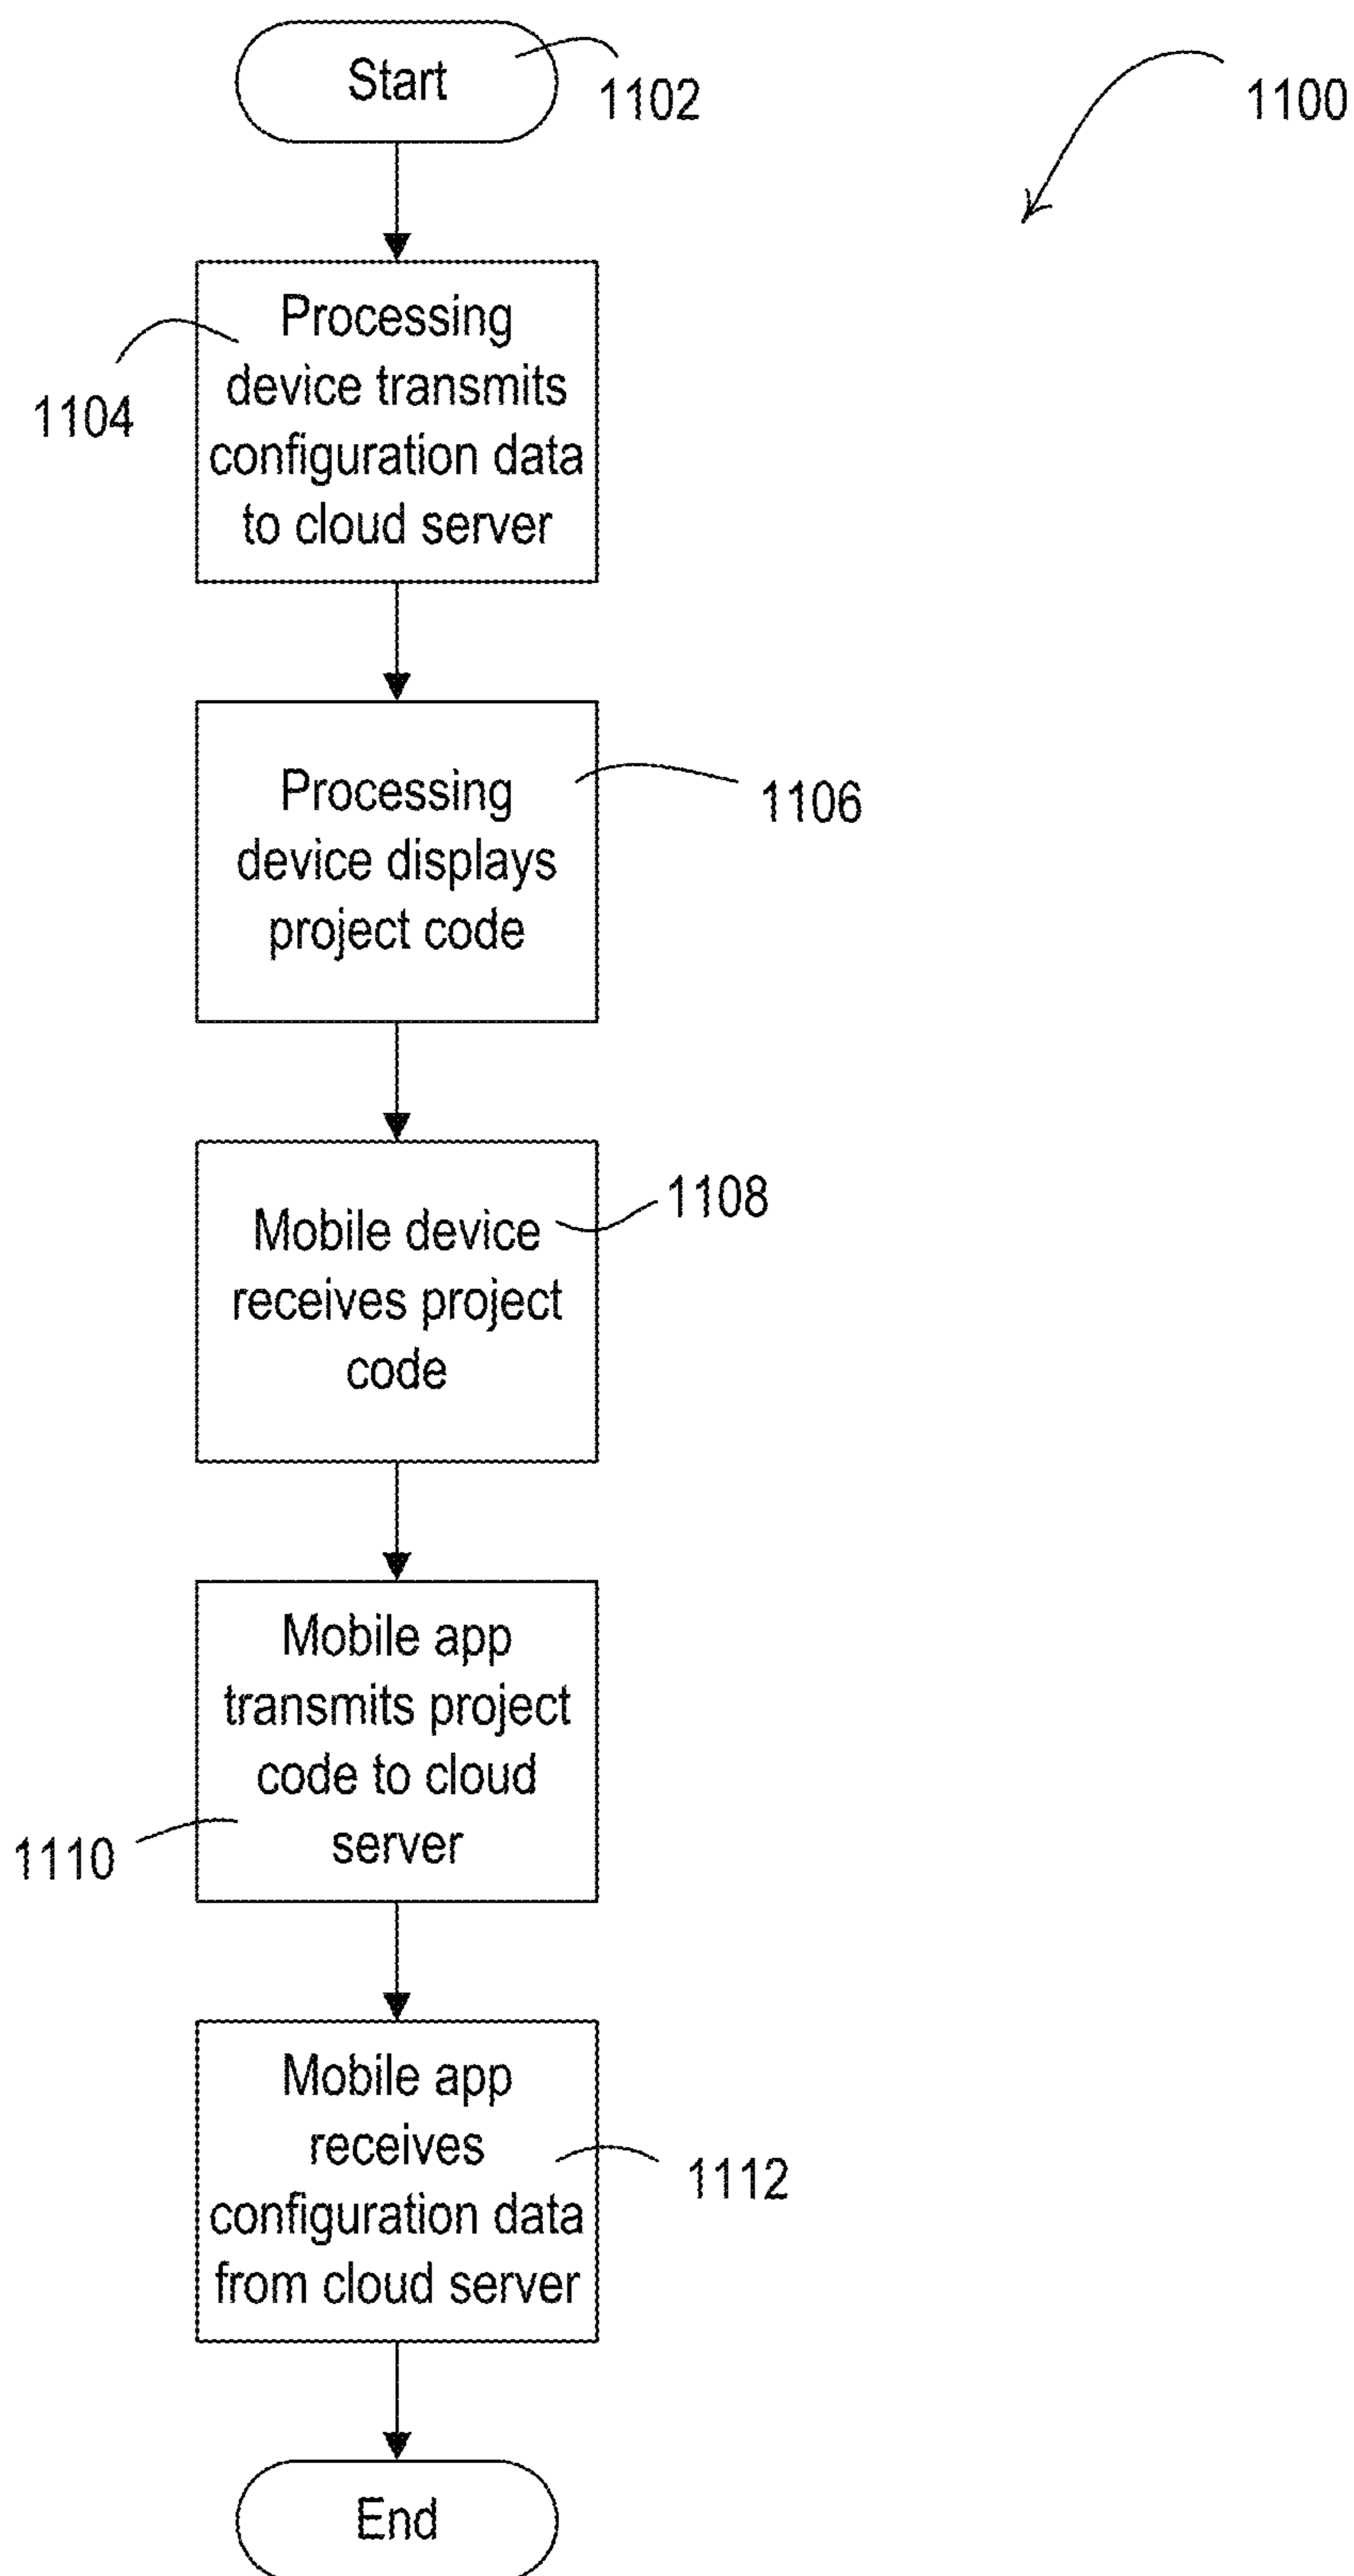 Start
1102
1100
Processing
device transmits
configuration data
to cloud server
1104
Processing
device displays
project code
1106
Mobile device
receives project
code
1108
Mobile app
transmits project
code to cloud
server
1110
Mobile app
receives
configuration data
from cloud server
1112
End